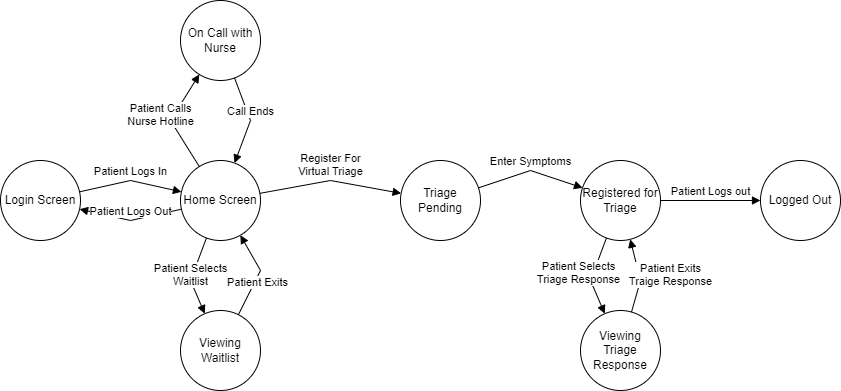 On Call with
Nurse
Patient Calls
Nurse Hotline
Call Ends
Patient Logs In
Register For
Virtual Triage
Enter Symptoms
Login Screen
Patient Logs Out
Home Screen
Triage
Pending
Registered for
Triage
Patient Logs out
Logged Out
Patient Selects
Waitlist
Patient Exits
Patient Selects
Triage Response
Patient Exits
Traige Response
Viewing
Waitlist
Viewing
Triage
Response